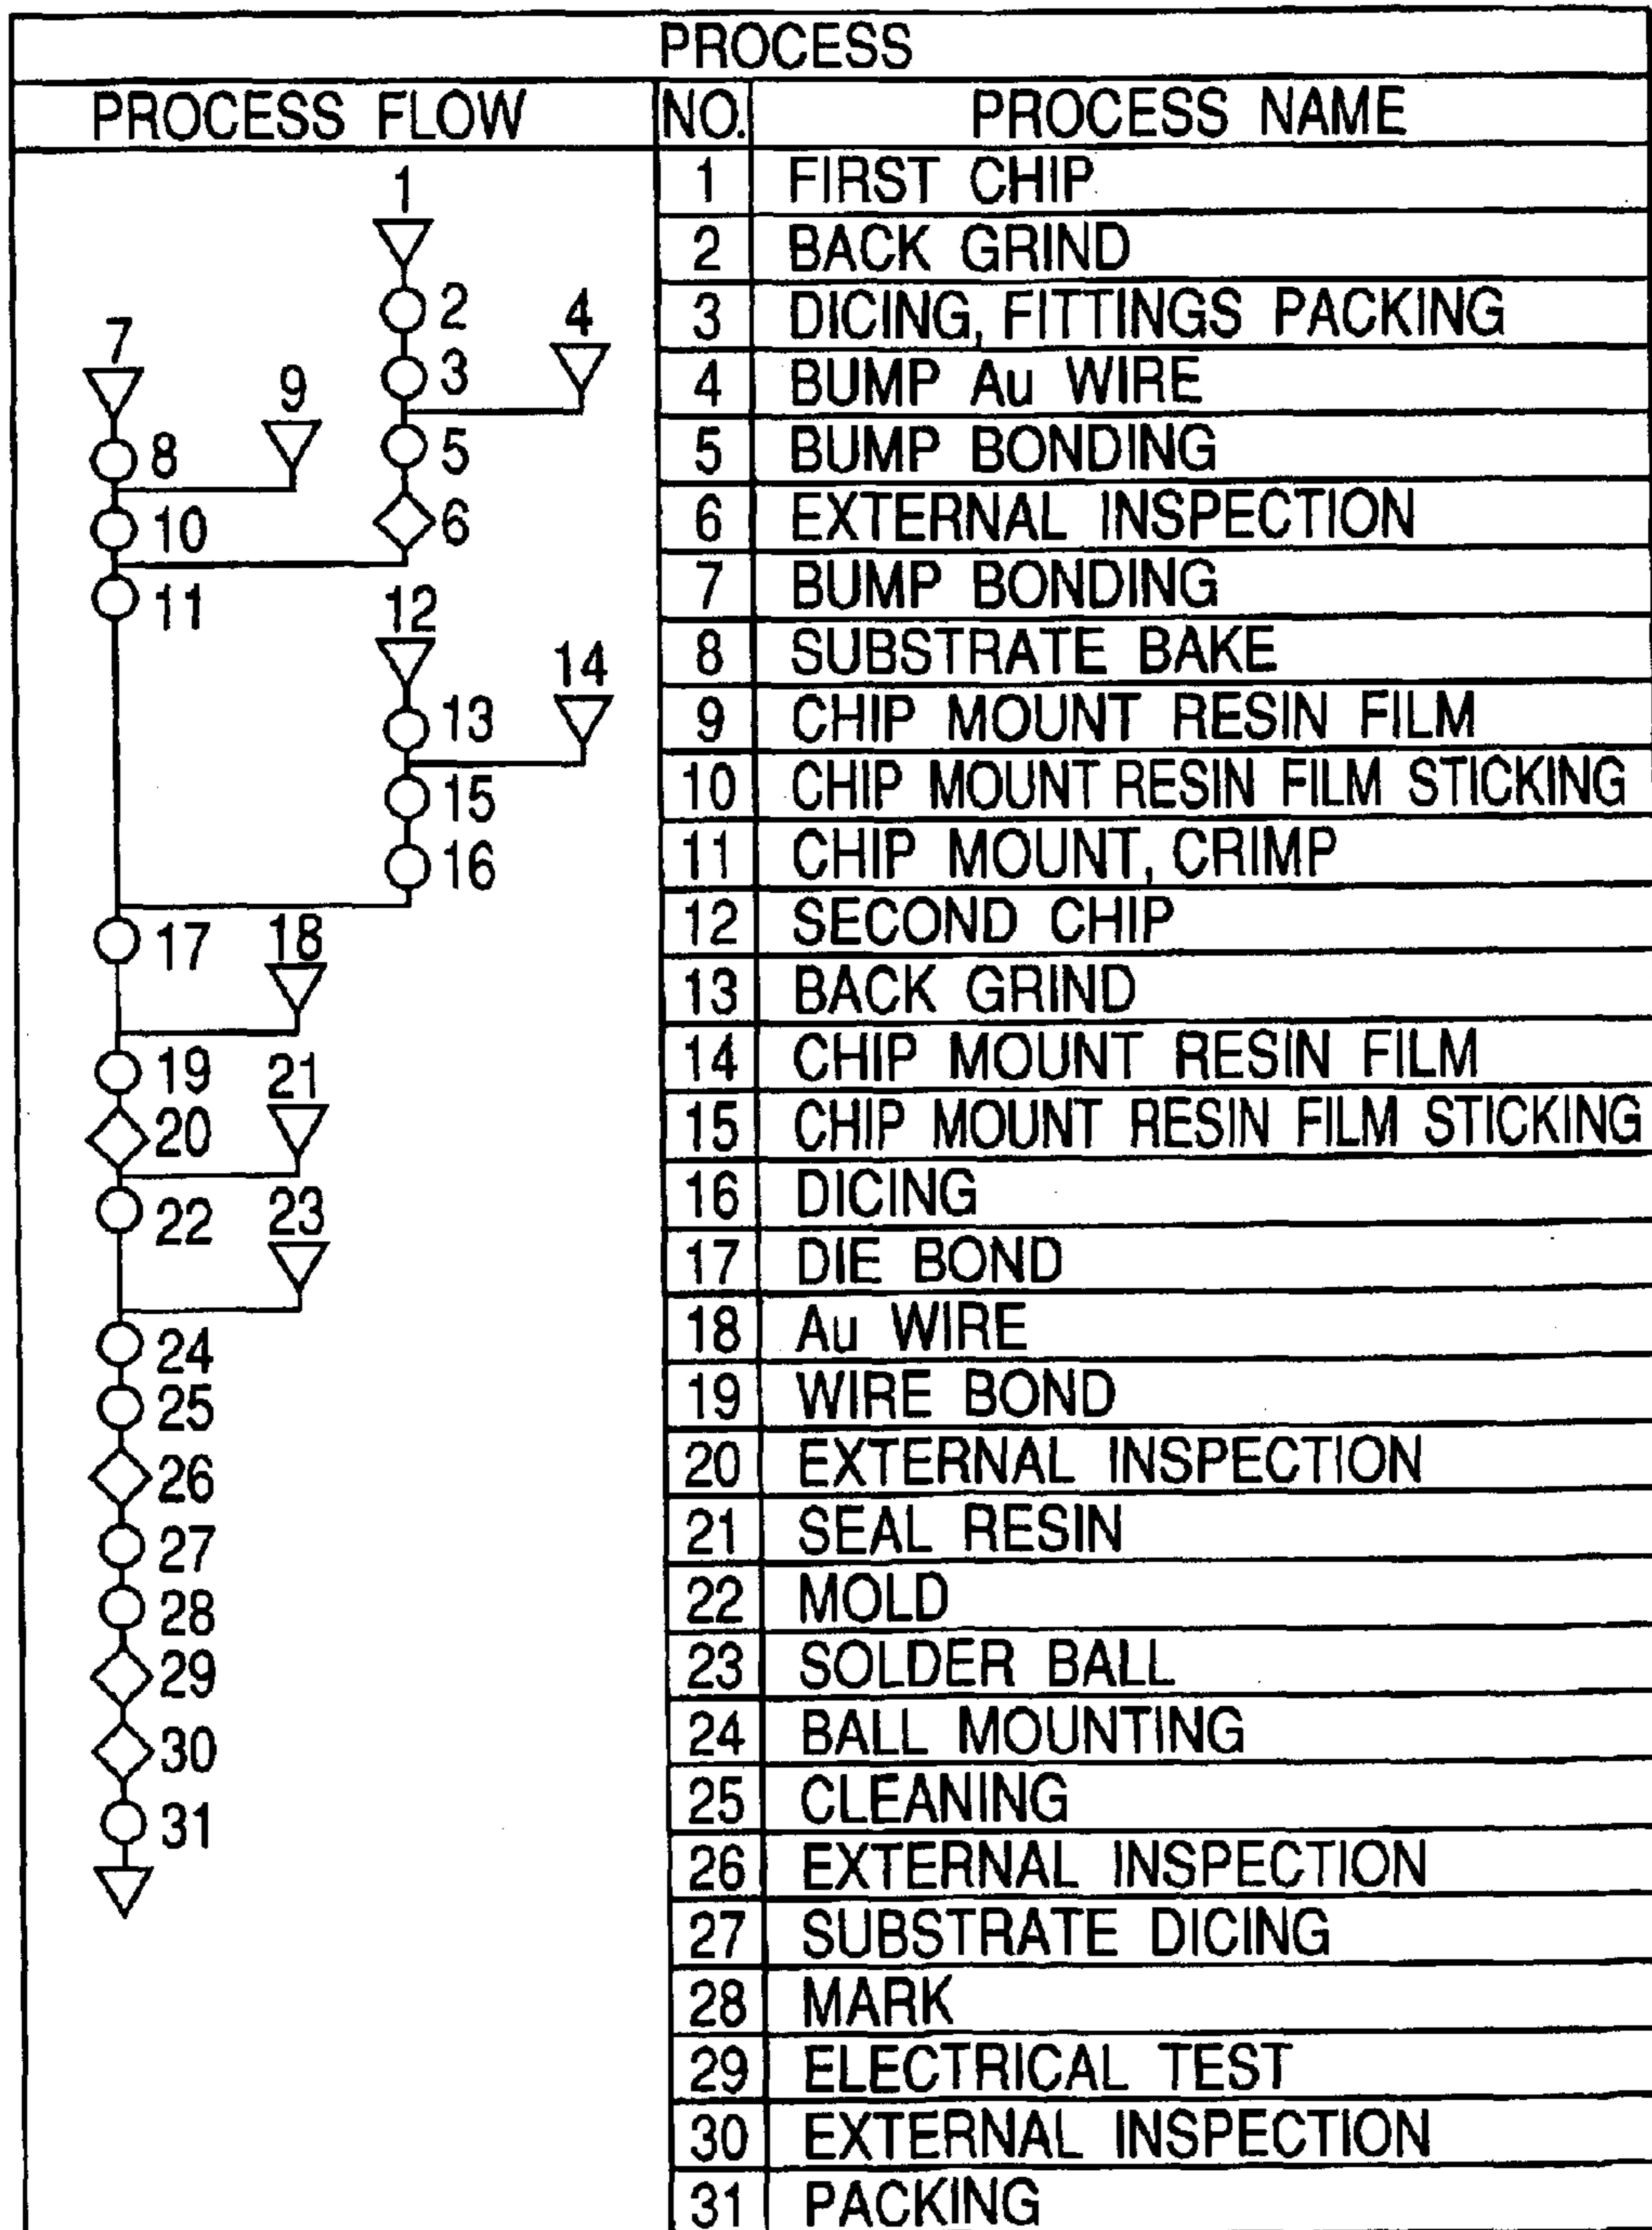 PROCESS
PROCESS FLOW NO. PROCESS NAME
1 FIRST CHIP
2 BACK GRIND
3 DICING, FITTINGS PACKING
4 BUMP Au WIRE
5 BUMP BONDING
6 EXTERNAL INSPECTION
7 BUMP BONDING
8 SUBSTRATE BAKE
9 CHIP MOUNT RESIN FILM
10 CHIP MOUNT RESIN FILM STICKING
11 CHIP MOUNT, CRIMP
12 SECOND CHIP
13 BACK GRIND
14 CHIP MOUNT RESIN FILM
15 CHIP MOUNT RESIN FILM STICKING
16 DICING
17 DIE BOND
18 Au WIRE
19 WIRE BOND
20 EXTERNAL INSPECTION
21 SEAL RESIN
22 MOLD
23 SOLDER BALL
24 BALL MOUNTING
25 CLEANING
26 EXTERNAL INSPECTION
27 SUBSTRATE DICING
28 MARK
29 ELECTRICAL TEST
30 EXTERNAL INSPECTION
31 PACKING
1
2
4
7
3
9
5
8
6
10
11
12
14
13
15
16
17
18
19
21
20
22
23
24
25
26
27
28
29
30
31